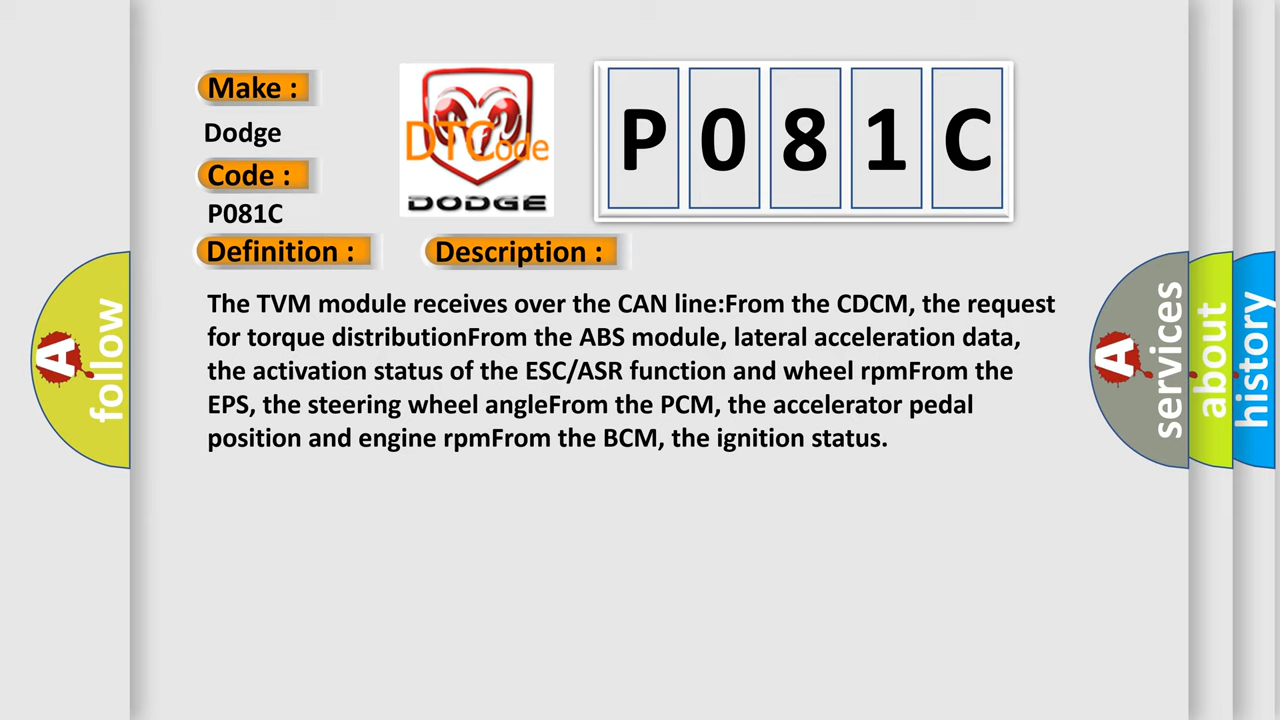 Make :
Dodge
Code :
P081C
Definition :
Description :
DTCode
DODGE
P081C
The TVM module receives over the CAN line:From the CDCM, the request
for torque distributionFrom the ABS module, lateral acceleration data,
the activation status of the ESC/ASR function and wheel rpmFrom the
EPS, the steering wheel angleFrom the PCM, the accelerator pedal
position and engine rpmFrom the BCM, the ignition status.
A follow
A services
about
history